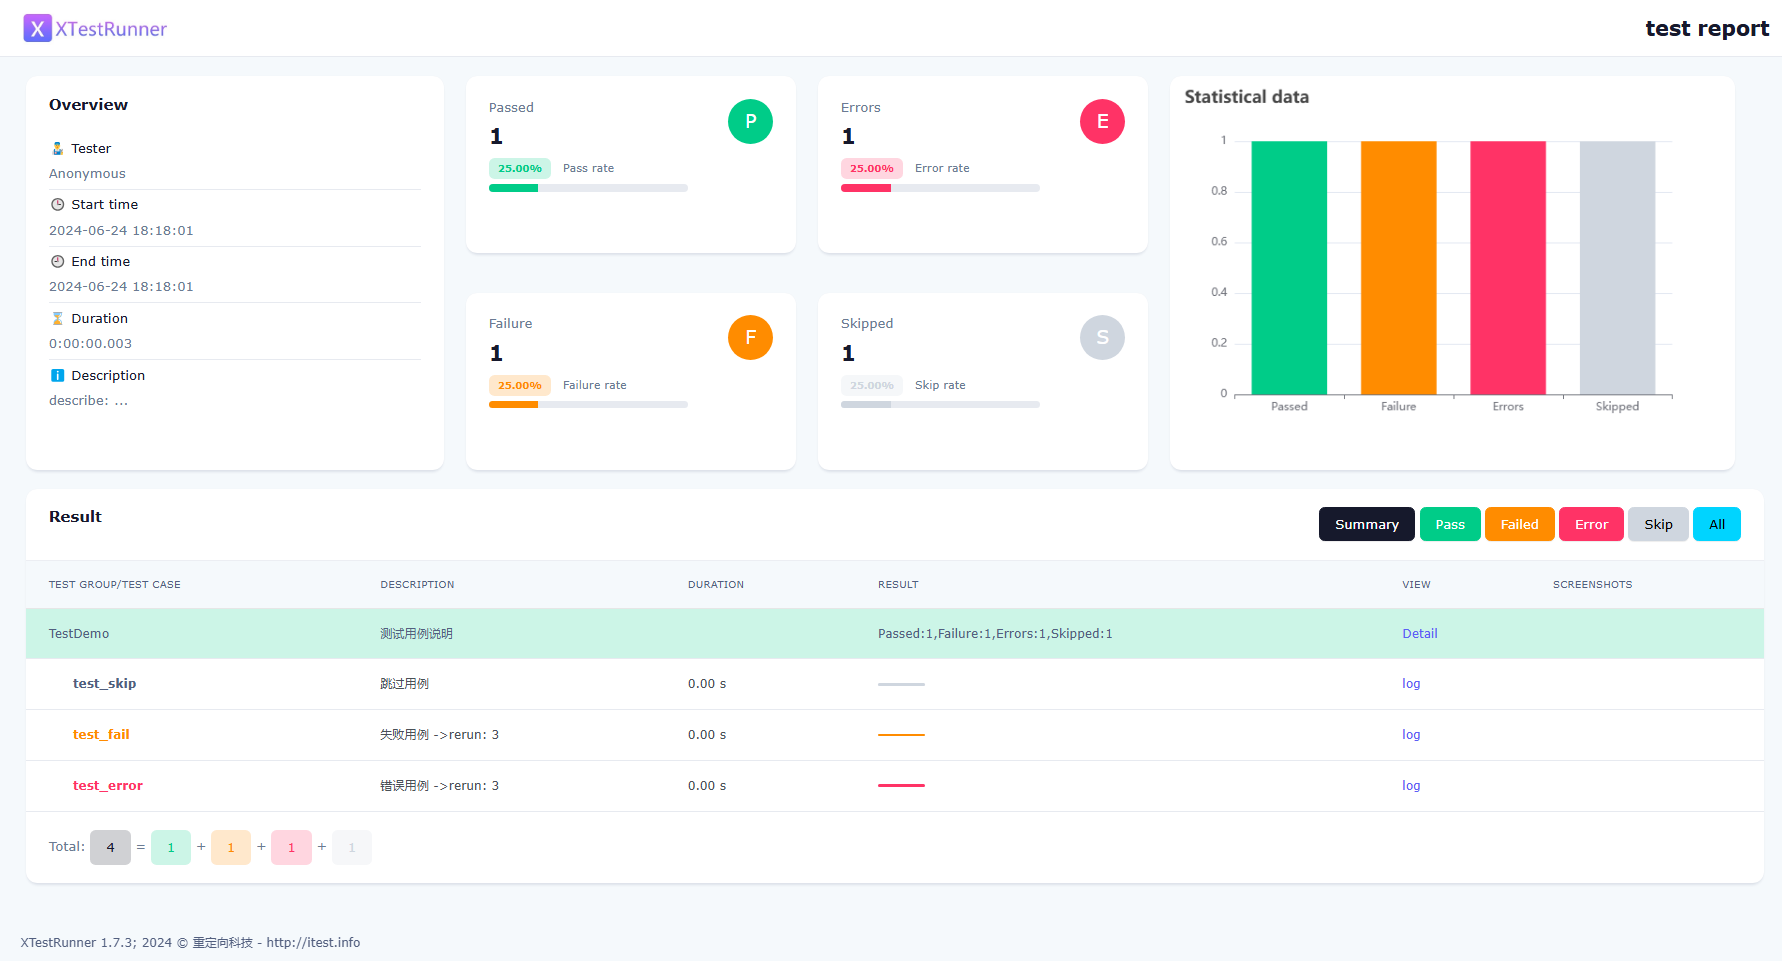 X XTestRunner
test report
Overview
Tester
Anonymous
Start time
2024-06-24 18:18:01
End time
2024-06-24 18:18:01
Duration
0:00:00.003
i Description
describe: ...
Passed
1
P
25.00% Pass rate
Errors
1
E
25.00% Error rate
Failure
1
F
25.00% Failure rate
Skipped
1
S
25.00% Skip rate
Statistical data
1
0.8
0.6
0.4
0.2
0
Passed Failure Errors Skipped
Result
Summary Pass Failed Error Skip All
TEST GROUP/TEST CASE DESCRIPTION DURATION RESULT VIEW SCREENSHOTS
TestDemo 测试用例说明 Passed:1,Failure:1,Errors:1,Skipped:1 Detail
test_skip 跳过用例 0.00 s log
test_fail 失败用例 ->rerun: 3 0.00 s log
test_error 错误用例 ->rerun: 3 0.00 s log
Total: 4 = 1 + 1 + 1 + 1
XTestRunner 1.7.3; 2024 © 重定向科技 - http://itest.info